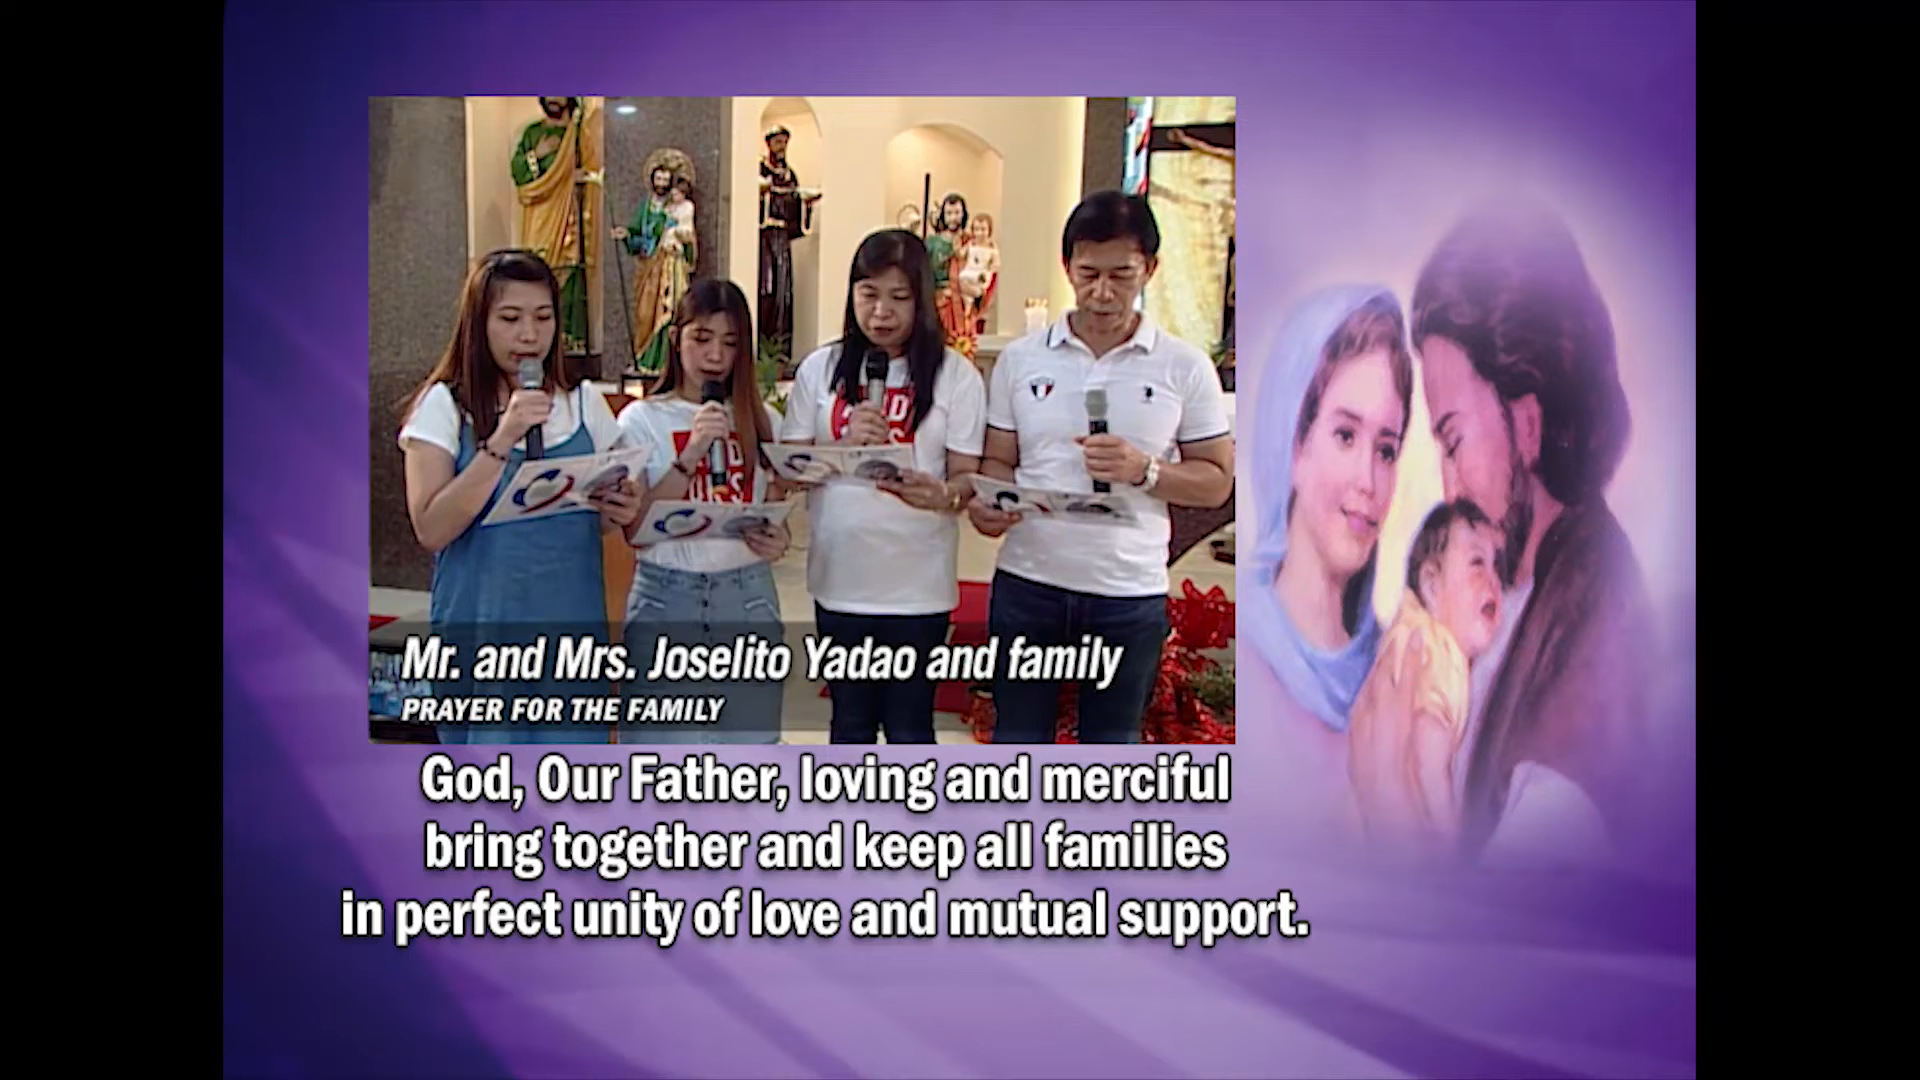 Mr. and Mrs. Joselito Yadao and family
PRAYER FOR THE FAMILY
God, Our Father, loving and merciful
bring together and keep all families
in perfect unity of love and mutual support.